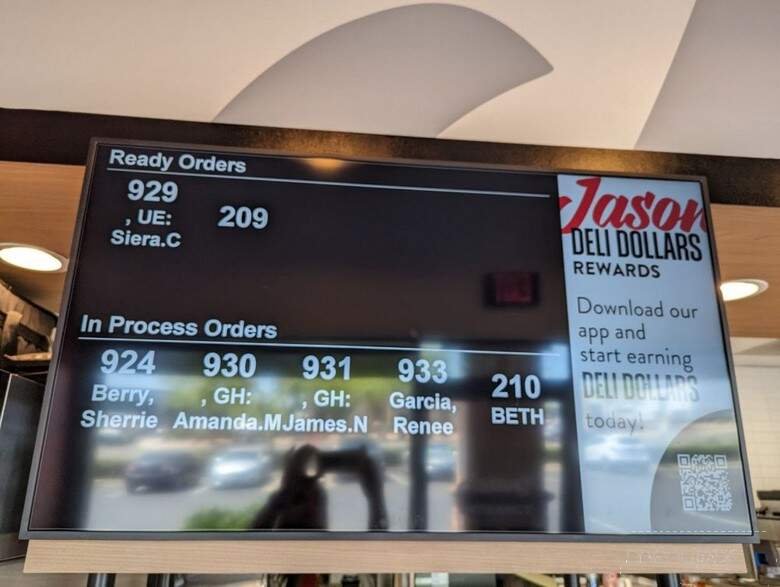 Ready Orders
929
, UE:
Siera.C
209
In Process Orders
924
Berry,
Sherrie
930
, GH:
Amanda.M
931
, GH:
James.N
933
Garcia,
Renee
210
BETH
Jason
DELI DOLLARS
REWARDS
Download our
app and
start earning
DELI DOLLARS
today!